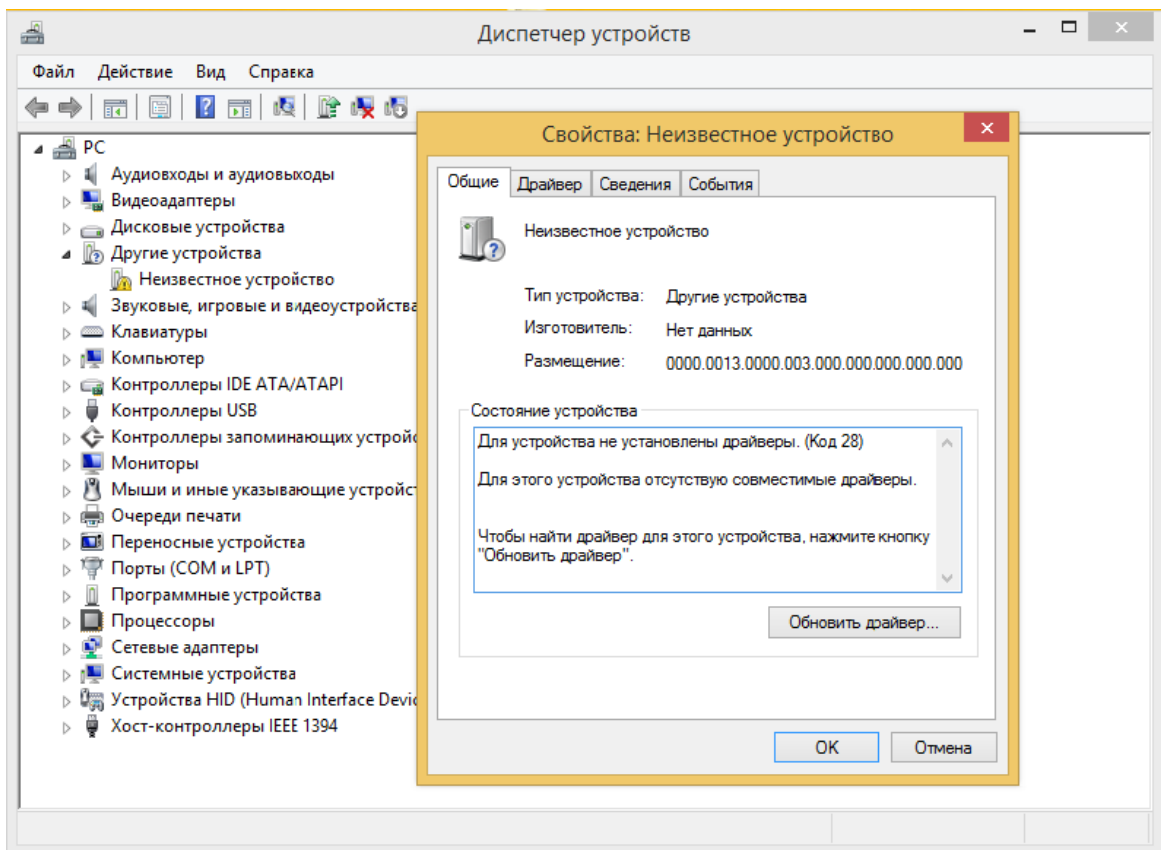 Диспетчер устройств
Файл Действие Вид Справка
PC
Аудиовходы и аудиовыходы
Видеоадаптеры
Дисковые устройства
Другие устройства
Неизвестное устройство
Звуковые, игровые и видеоустройства
Клавиатуры
Компьютер
Контроллеры IDE ATA/ATAPI
Контроллеры USB
Контроллеры запоминающих устройс
Мониторы
Мыши и иные указывающие устройст
Очереди печати
Переносные устройства
Порты (COM и LPT)
Программные устройства
Процессоры
Сетевые адаптеры
Системные устройства
Устройства HID (Human Interface Devic
Хост-контроллеры IEEE 1394
Свойства: Неизвестное устройство
Общие Драйвер Сведения События
Неизвестное устройство
Тип устройства: Другие устройства
Изготовитель: Нет данных
Размещение: 0000.0013.0000.003.000.000.000.000.000
Состояние устройства
Для устройства не установлены драйверы. (Код 28)
Для этого устройства отсутствую совместимые драйверы.
Чтобы найти драйвер для этого устройства, нажмите кнопку
"Обновить драйвер".
Обновить драйвер...
OK Отмена